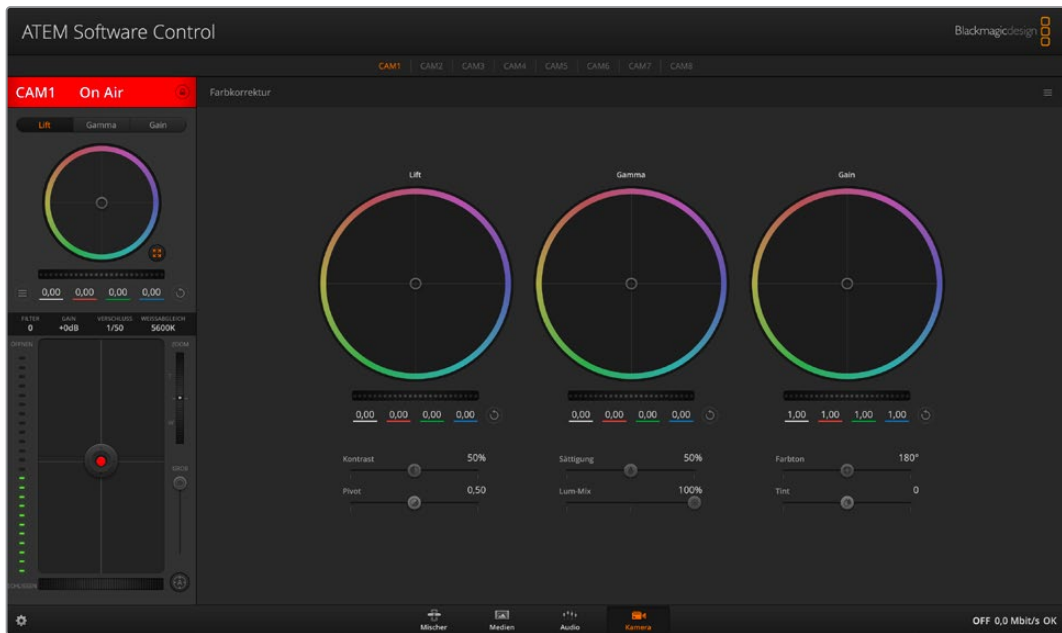 ATEM Software Control
Blackmagicdesign
CAM1 CAM2 CAM3 CAM4 CAM5 CAM6 CAM7 CAM8
CAM1 On Air
Farbkorrektur
Lift Gamma Gain
0,00 0,00 0,00 0,00
FILTER GAIN VERSCHLUSS WEISSABGLEICH
0 +0dB 1/50 5600K
ÖFFNEN
ZOOM
T
W
Lift Gamma Gain
0,00 0,00 0,00 0,00
0,00 0,00 0,00 0,00
1,00 1,00 1,00 1,00
Kontrast 50%
Sättigung 50%
Farbton 180°
Pivot 0,50
Lum-Mix 100%
Tint 0
Mischer Medien Audio Kamera
OFF 0,0 Mbit/s OK